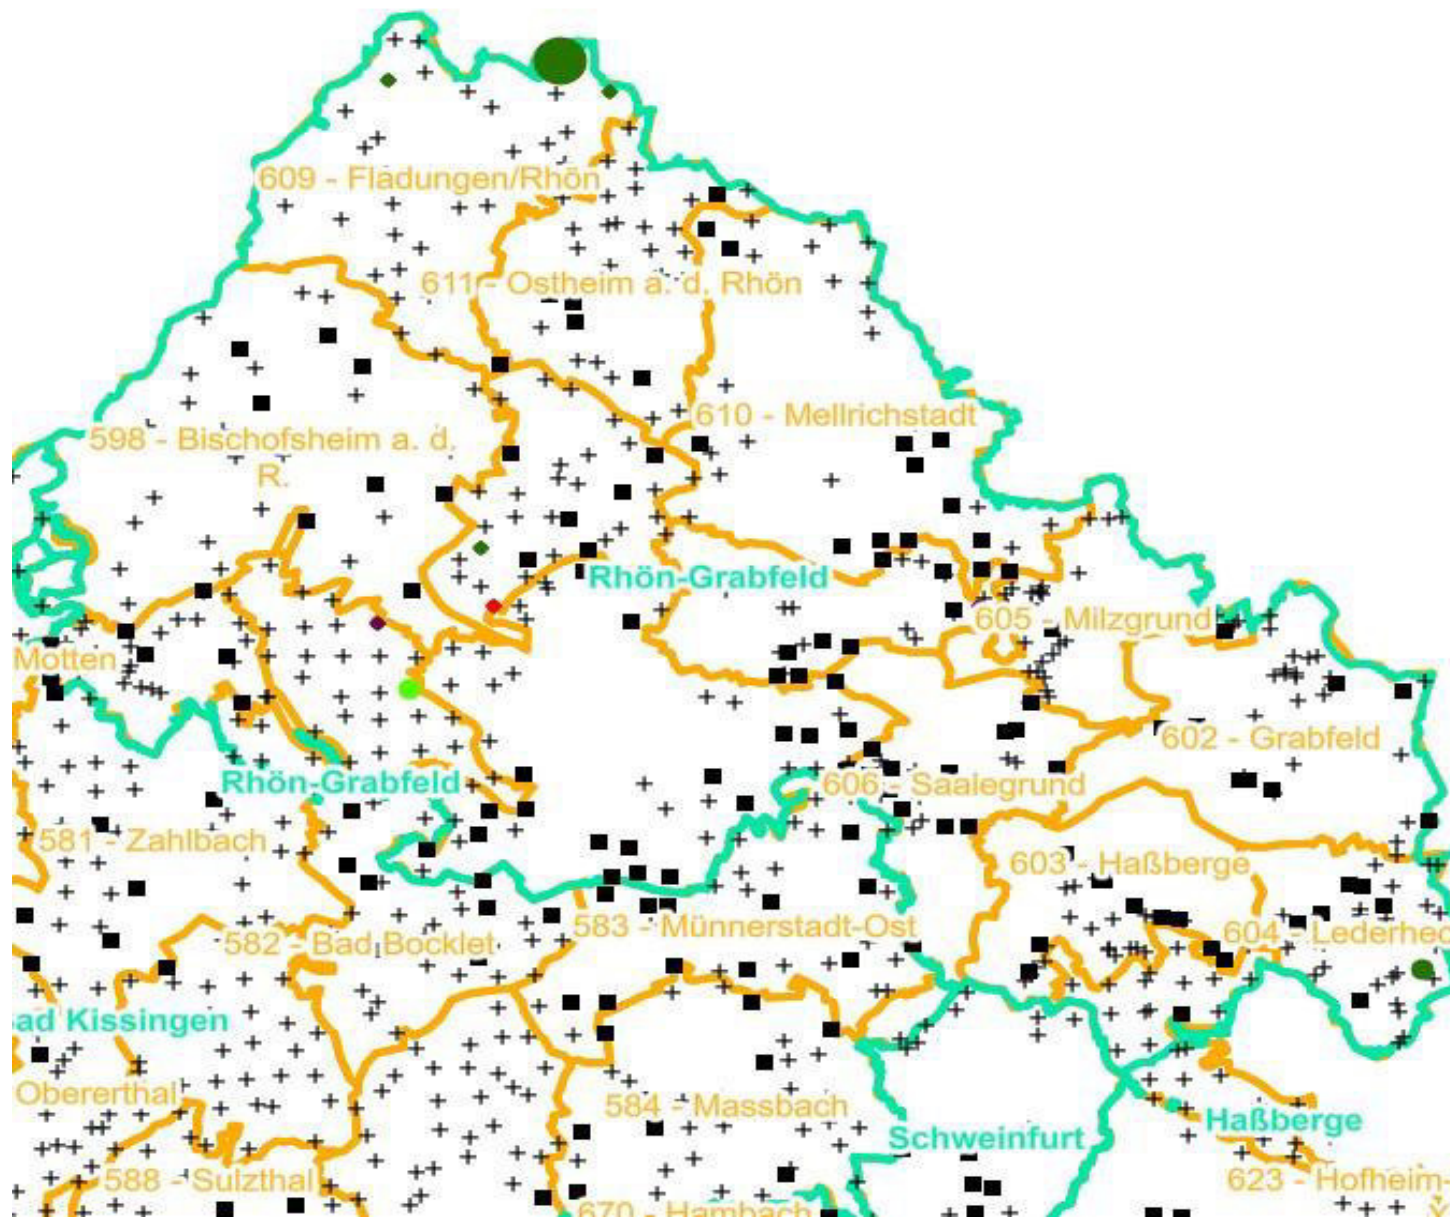 609 - Fladungen/Rhön
611 - Ostheim a. d. Rhön
610 - Mellrichstadt
598 - Bischofsheim a. d.
R.
Rhön-Grabfeld
605 - Milzgrund
Motten
602 - Grabfeld
Rhön-Grabfeld
606 - Saalegrund
581 - Zahlbach
603 - Haßberge
582 - Bad Bocklet
583 - Münnerstadt-Ost
604 - Lederhec
ad Kissingen
Obererthal
584 - Massbach
Schweinfurt
Haßberge
588 - Sulzthal
623 - Hofheim-
670 - Hambach